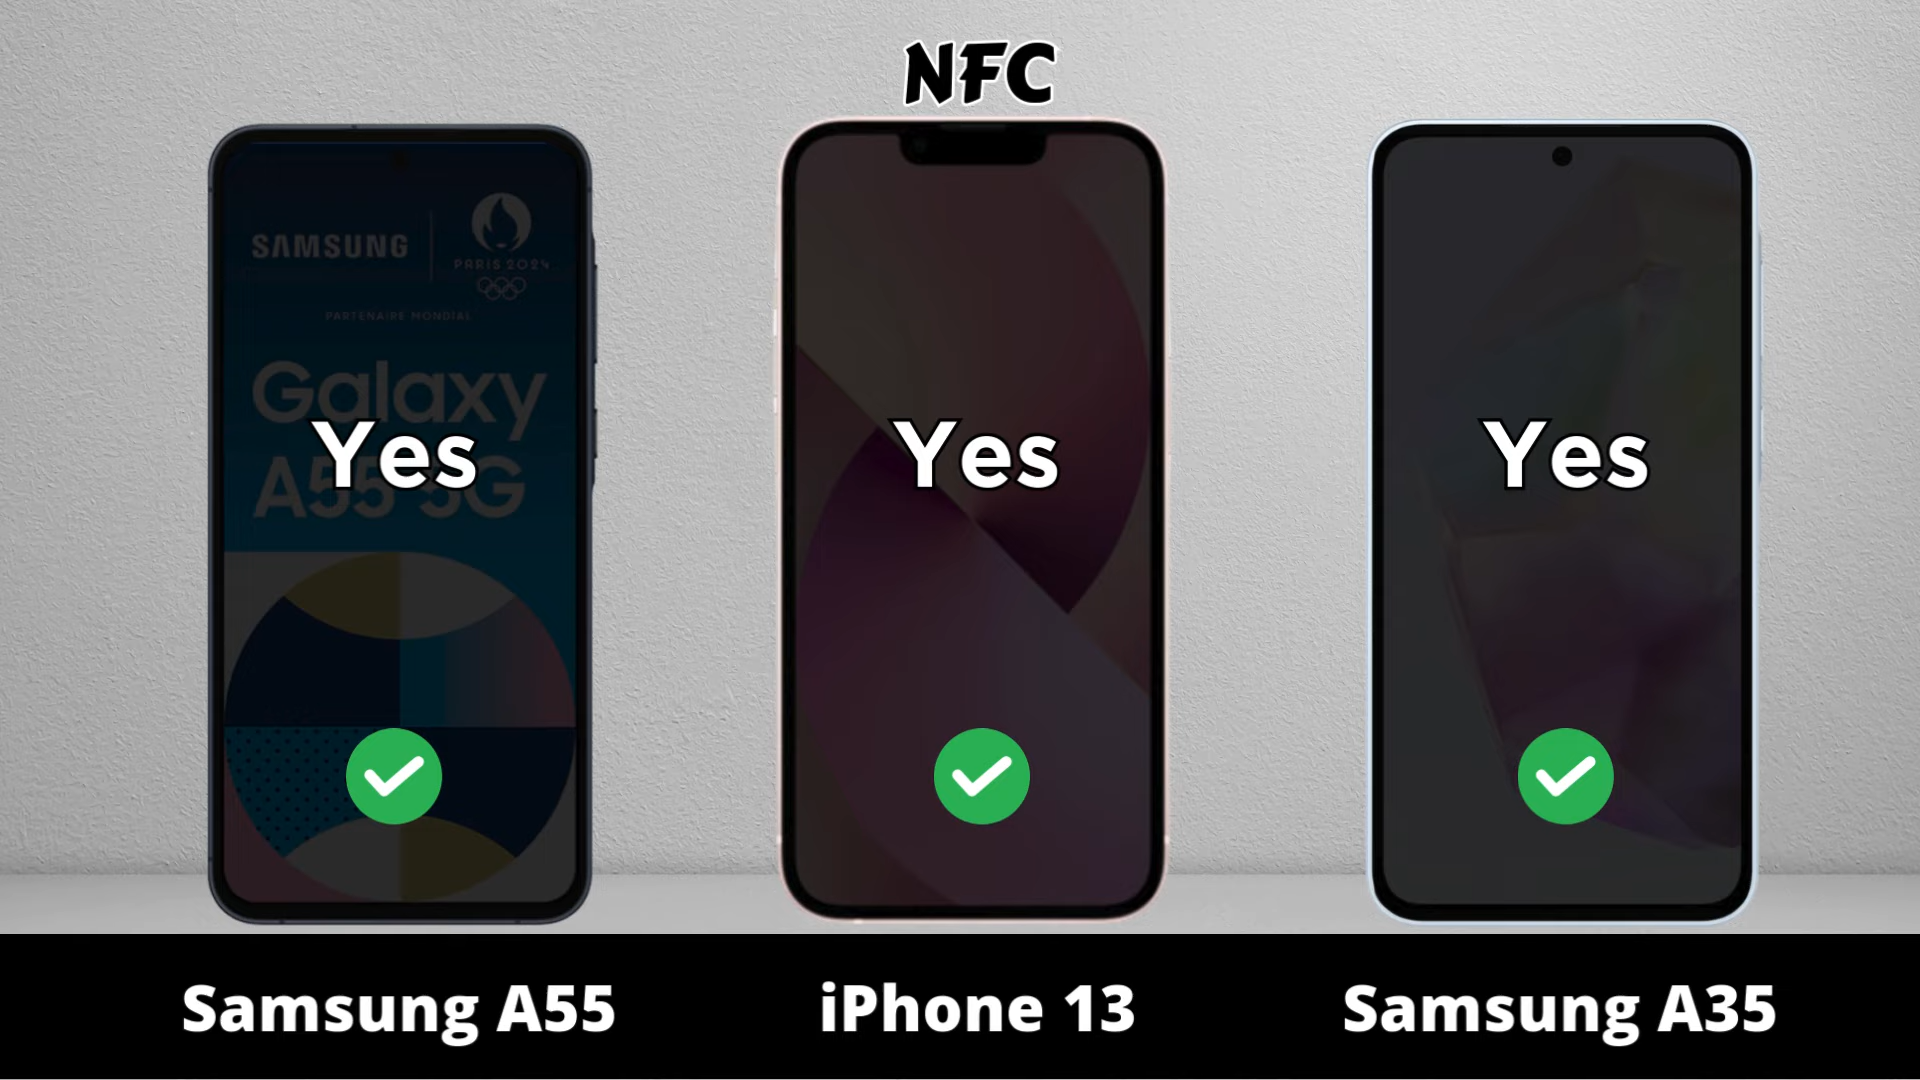 NFC
SAMSUNG
PARIS 2024
PARTENAIRE MONDIAL
Galaxy
A55 5G
Yes
Yes
Yes
Samsung A55
iPhone 13
Samsung A35